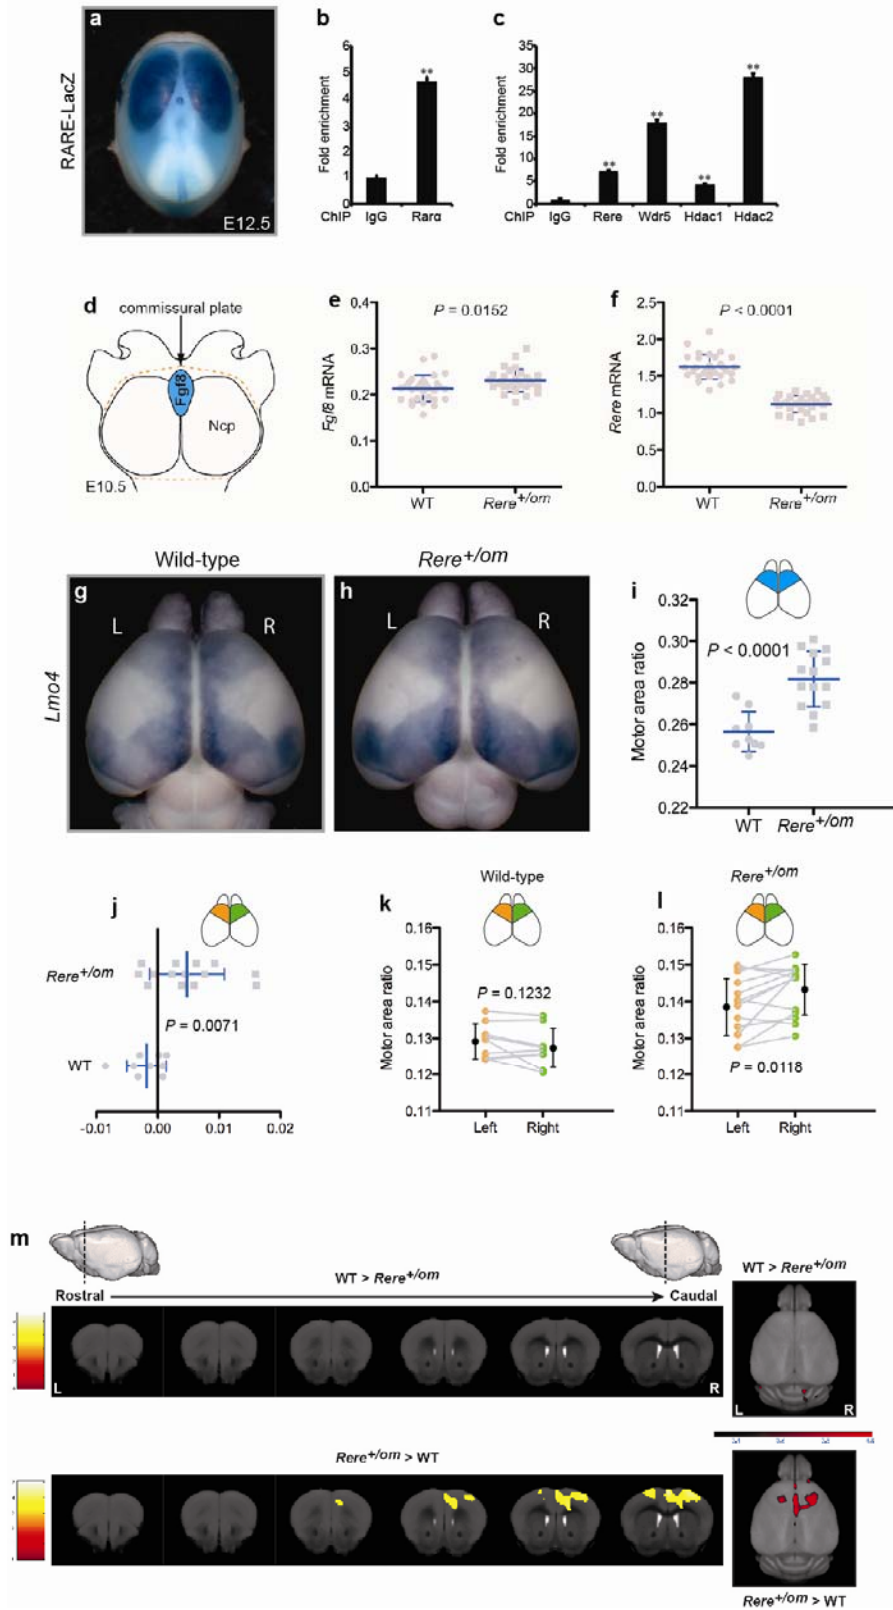 a
RARE-LacZ
E12.5
b
Fold enrichment
6
5
4
3
2
1
0
**
ChIP IgG Rarα
c
Fold enrichment
35
30
25
20
15
10
5
0
** ** ** **
ChIP IgG Rere Wdr5 Hdac1 Hdac2
d
commissural plate
Fgf8
Ncp
E10.5
e
P = 0.0152
Fgf8 mRNA
0.4
0.3
0.2
0.1
0.0
WT Rere+/om
f
P < 0.0001
Rere mRNA
2.5
2.0
1.5
1.0
0.5
0.0
WT Rere+/om
Wild-type
Rere+/om
Lmo4
g
L R
h
L R
i
Motor area ratio
0.32
0.30
0.28
0.26
0.24
0.22
P < 0.0001
WT Rere+/om
j
Rere+/om
P = 0.0071
WT
-0.01 0.00 0.01 0.02
k
Wild-type
Motor area ratio
0.16
0.15
0.14
0.13
0.12
0.11
P = 0.1232
Left Right
l
Rere+/om
Motor area ratio
0.16
0.15
0.14
0.13
0.12
0.11
P = 0.0118
Left Right
m
WT > Rere+/om
Rostral Caudal
L R
WT > Rere+/om
L R
Rere+/om > WT
Rere+/om > WT